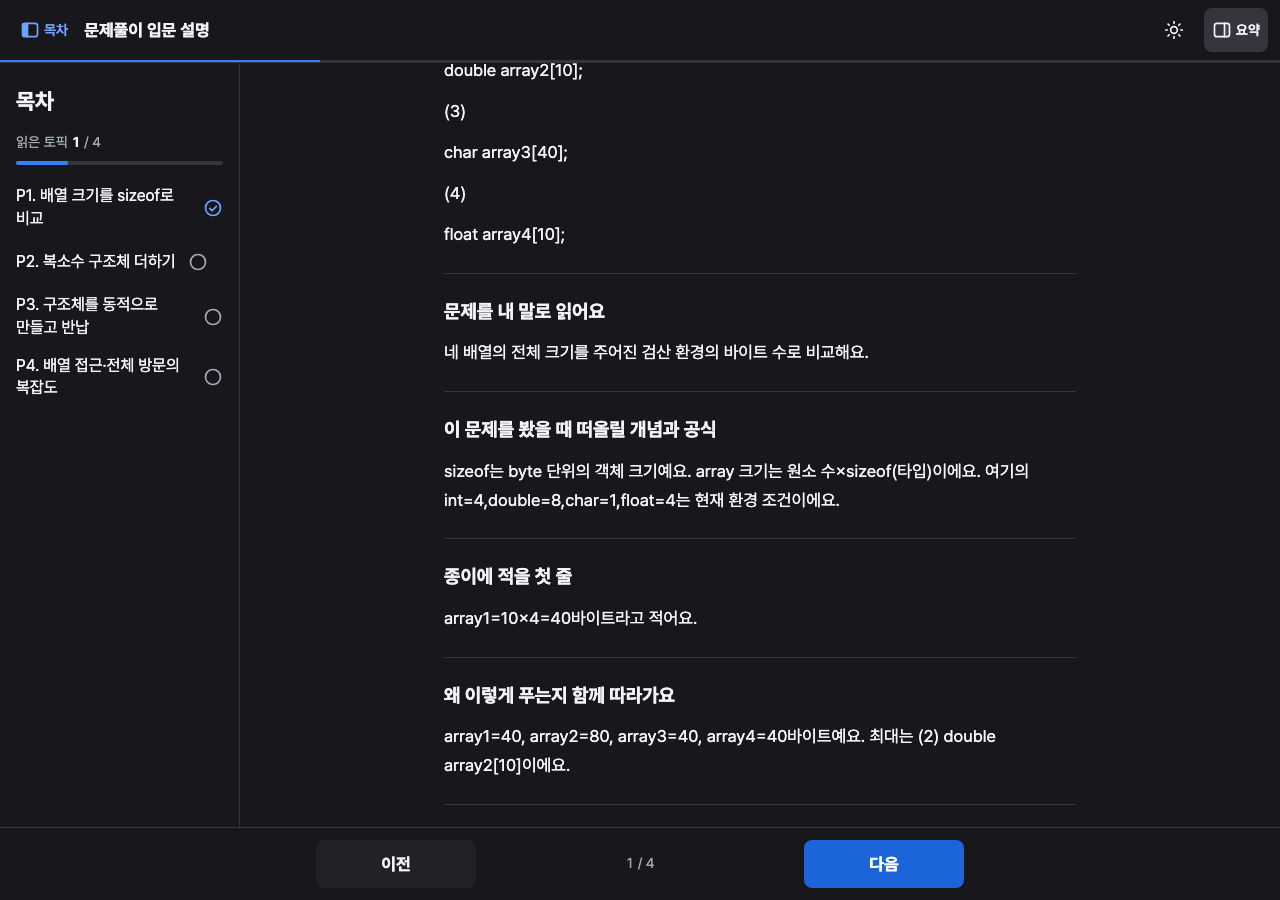 목차
문제풀이 입문 설명
요약
목차
읽은 토픽 1 / 4
P1. 배열 크기를 sizeof로
비교
P2. 복소수 구조체 더하기
P3. 구조체를 동적으로
만들고 반납
P4. 배열 접근·전체 방문의
복잡도
double array2[10];
(3)
char array3[40];
(4)
float array4[10];
문제를 내 말로 읽어요
네 배열의 전체 크기를 주어진 검산 환경의 바이트 수로 비교해요.
이 문제를 봤을 때 떠올릴 개념과 공식
sizeof는 byte 단위의 객체 크기예요. array 크기는 원소 수×sizeof(타입)이에요. 여기의
int=4,double=8,char=1,float=4는 현재 환경 조건이에요.
종이에 적을 첫 줄
array1=10×4=40바이트라고 적어요.
왜 이렇게 푸는지 함께 따라가요
array1=40, array2=80, array3=40, array4=40바이트예요. 최대는 (2) double
array2[10]이에요.
이전
1 / 4
다음